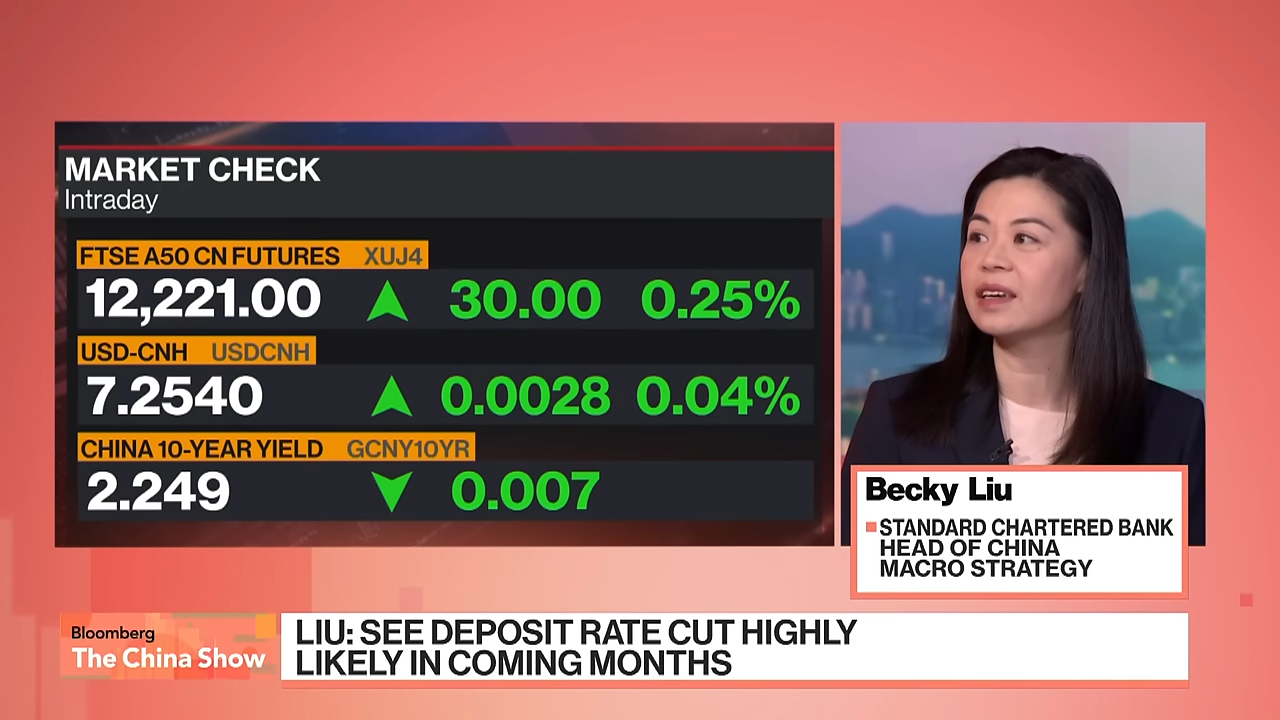 MARKET CHECK
Intraday
FTSE A50 CN FUTURES XUJ4
12,221.00 ▲ 30.00 0.25%
USD-CNH USDCNH
7.2540 ▲ 0.0028 0.04%
CHINA 10-YEAR YIELD GCNY10YR
2.249 ▼ 0.007
Becky Liu
STANDARD CHARTERED BANK
HEAD OF CHINA
MACRO STRATEGY
Bloomberg
The China Show
LIU: SEE DEPOSIT RATE CUT HIGHLY
LIKELY IN COMING MONTHS